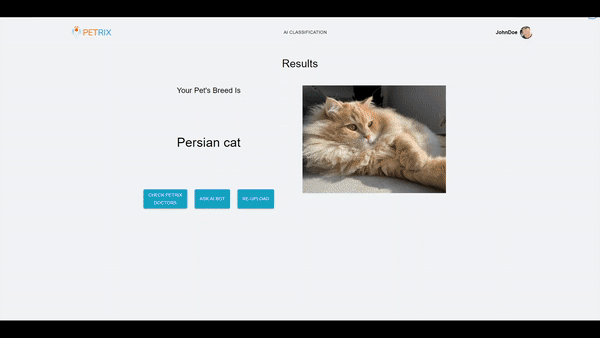 PETRIX
AI CLASSIFICATION
JohnDoe
Results
Your Pet's Breed Is
Persian cat
CHECK PETRIX
DOCTORS
ASK AI BOT
RE-UPLOAD